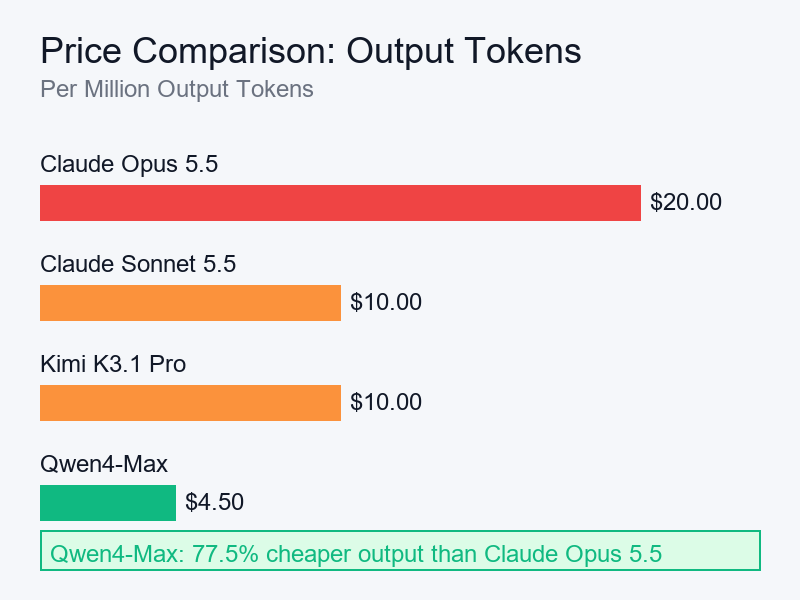 Price Comparison: Output Tokens
Per Million Output Tokens
Claude Opus 5.5
$20.00
Claude Sonnet 5.5
$10.00
Kimi K3.1 Pro
$10.00
Qwen4-Max
$4.50
Qwen4-Max: 77.5% cheaper output than Claude Opus 5.5